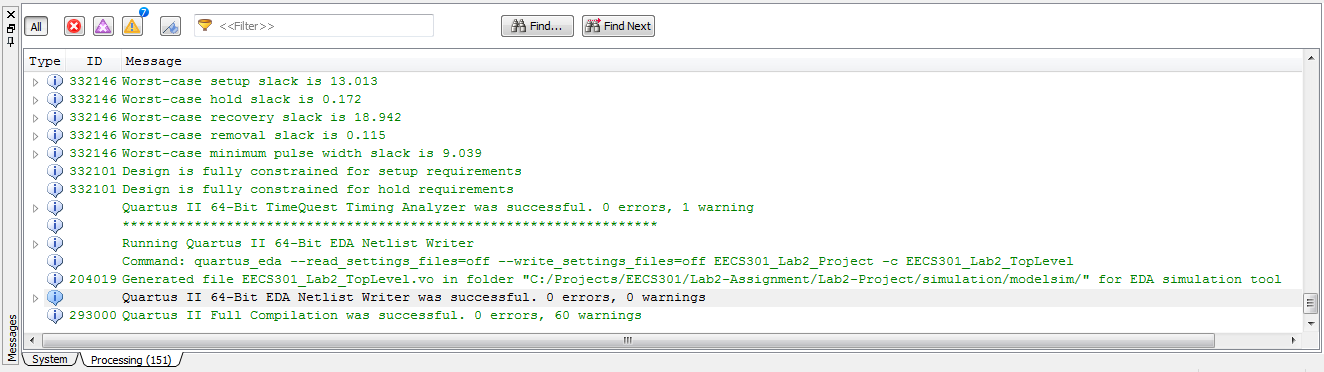 7
All <<Filter>> Find... Find Next
Type ID Message
332146 Worst-case setup slack is 13.013
332146 Worst-case hold slack is 0.172
332146 Worst-case recovery slack is 18.942
332146 Worst-case removal slack is 0.115
332146 Worst-case minimum pulse width slack is 9.039
332101 Design is fully constrained for setup requirements
332101 Design is fully constrained for hold requirements
Quartus II 64-Bit TimeQuest Timing Analyzer was successful. 0 errors, 1 warning
*******************************************************************
Running Quartus II 64-Bit EDA Netlist Writer
Command: quartus_eda --read_settings_files=off --write_settings_files=off EECS301_Lab2_Project -c EECS301_Lab2_TopLevel
204019 Generated file EECS301_Lab2_TopLevel.vo in folder "C:/Projects/EECS301/Lab2-Assignment/Lab2-Project/simulation/modelsim/" for EDA simulation tool
Quartus II 64-Bit EDA Netlist Writer was successful. 0 errors, 0 warnings
293000 Quartus II Full Compilation was successful. 0 errors, 60 warnings
Messages
System Processing (151)